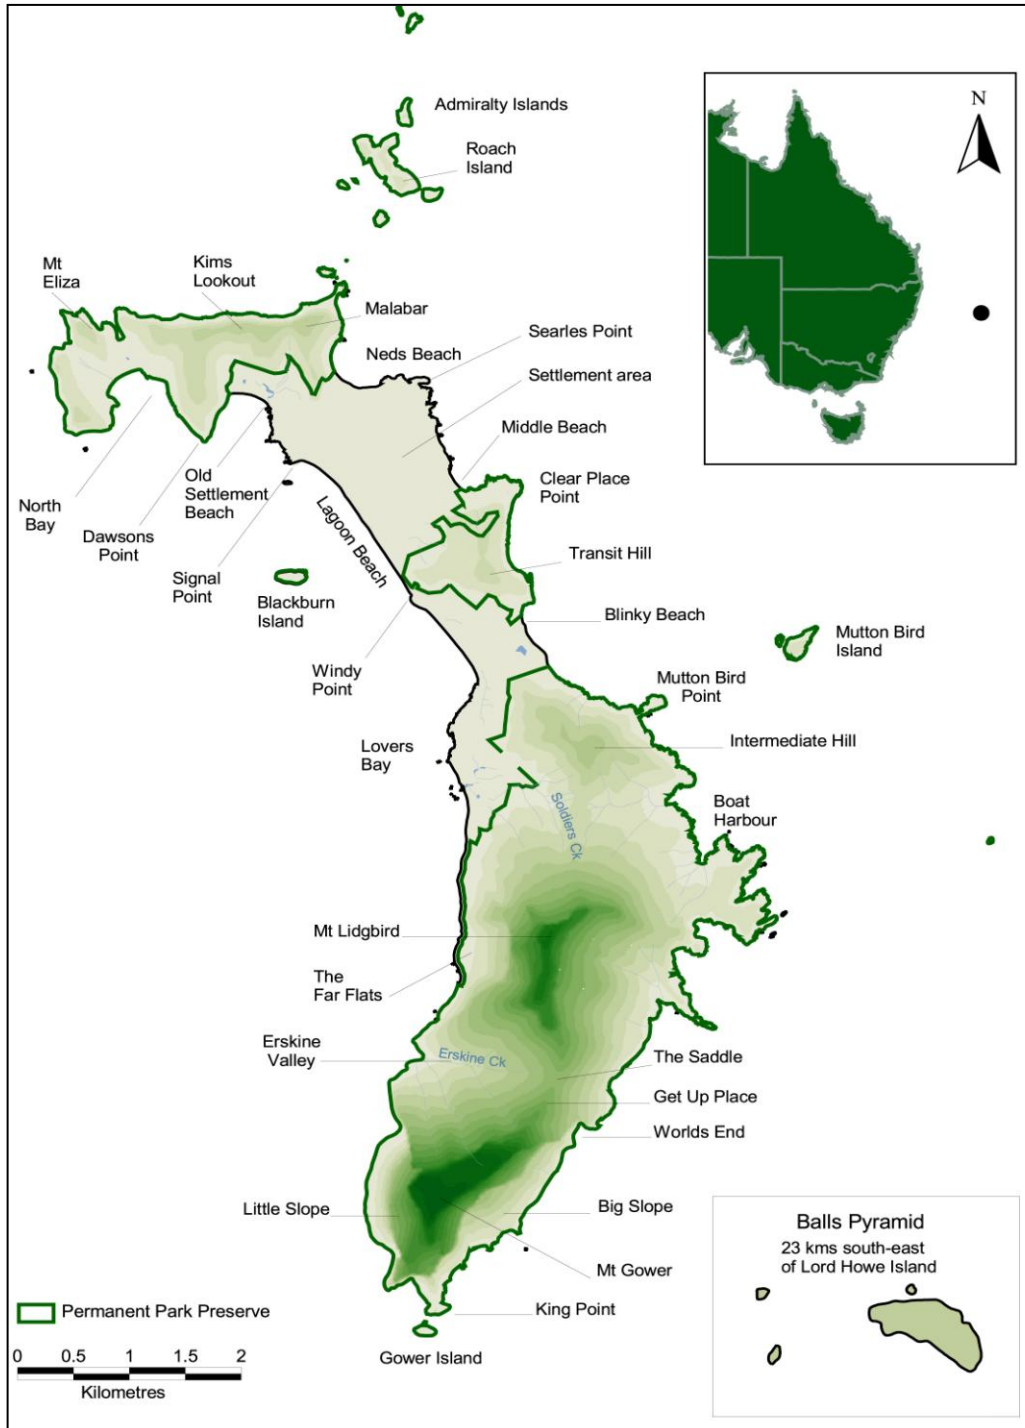 Admiralty Islands
Roach
Island
N
Mt
Eliza
Kims
Lookout
Malabar
Searles Point
Neds Beach
Settlement area
Middle Beach
Clear Place
Point
Old
Settlement
Beach
North
Bay
Dawsons
Point
Lagoon Beach
Transit Hill
Signal
Point
Blackburn
Island
Blinky Beach
Mutton Bird
Island
Windy
Point
Mutton Bird
Point
Intermediate Hill
Lovers
Bay
Soldiers Ck
Boat
Harbour
Mt Lidgbird
The
Far Flats
Erskine
Valley
Erskine Ck
The Saddle
Get Up Place
Worlds End
Little Slope
Big Slope
Mt Gower
King Point
Gower Island
Balls Pyramid
23 kms south-east
of Lord Howe Island
Permanent Park Preserve
0 0.5 1 1.5 2
Kilometres